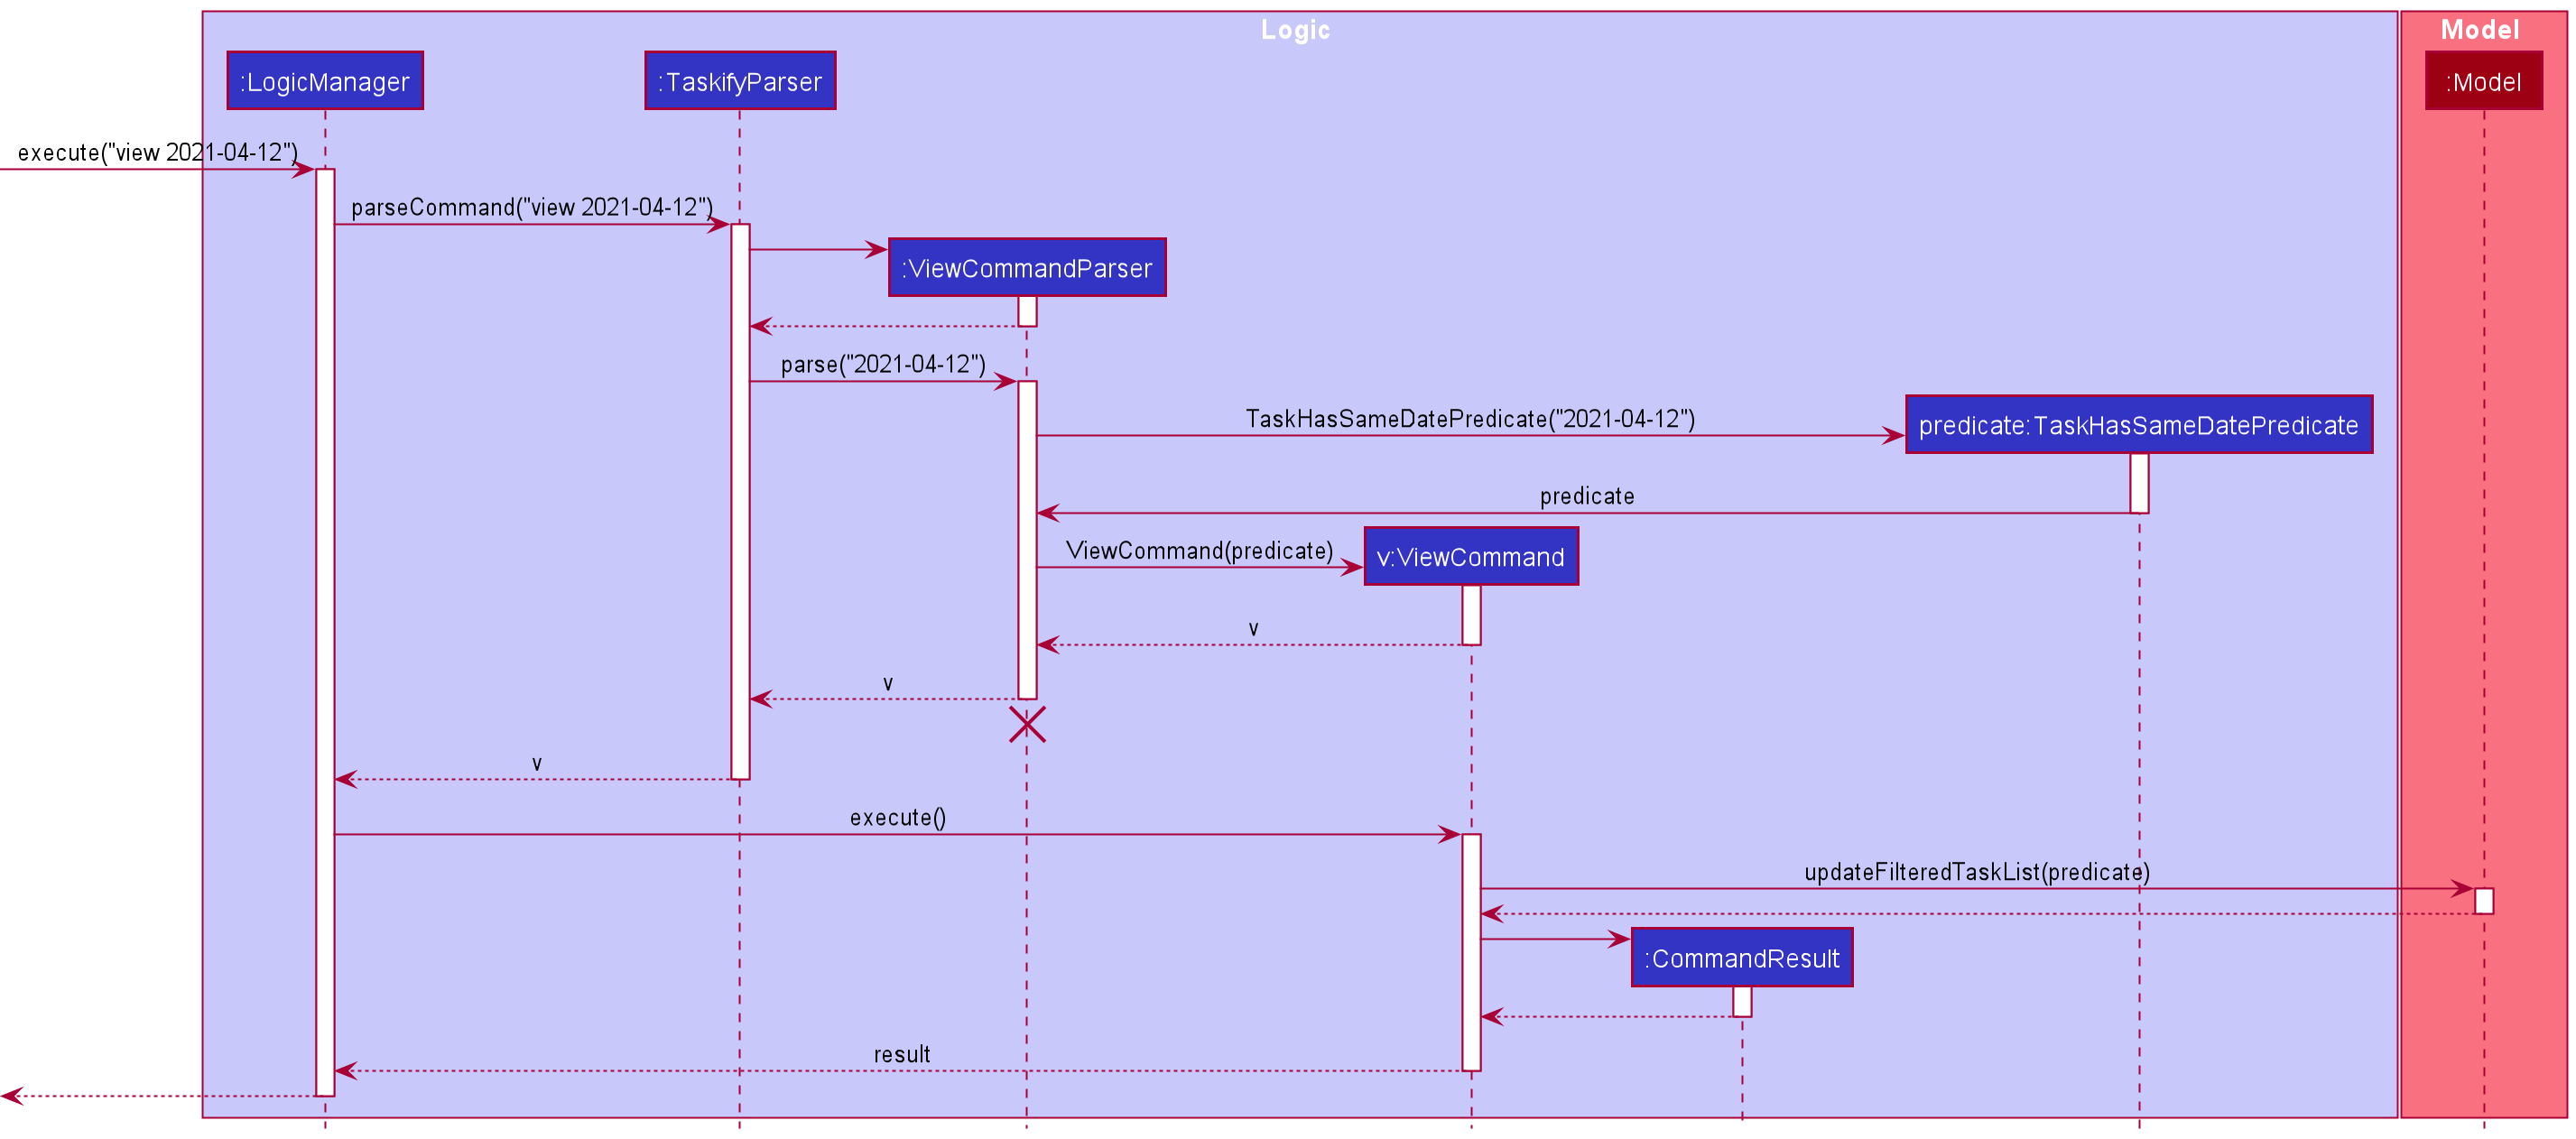 Logic
Model
:LogicManager
:TaskifyParser
:Model
execute("view 2021-04-12")
parseCommand("view 2021-04-12")
:ViewCommandParser
parse("2021-04-12")
TaskHasSameDatePredicate("2021-04-12")
predicate:TaskHasSameDatePredicate
predicate
ViewCommand(predicate)
v:ViewCommand
v
v
v
execute()
updateFilteredTaskList(predicate)
:CommandResult
result